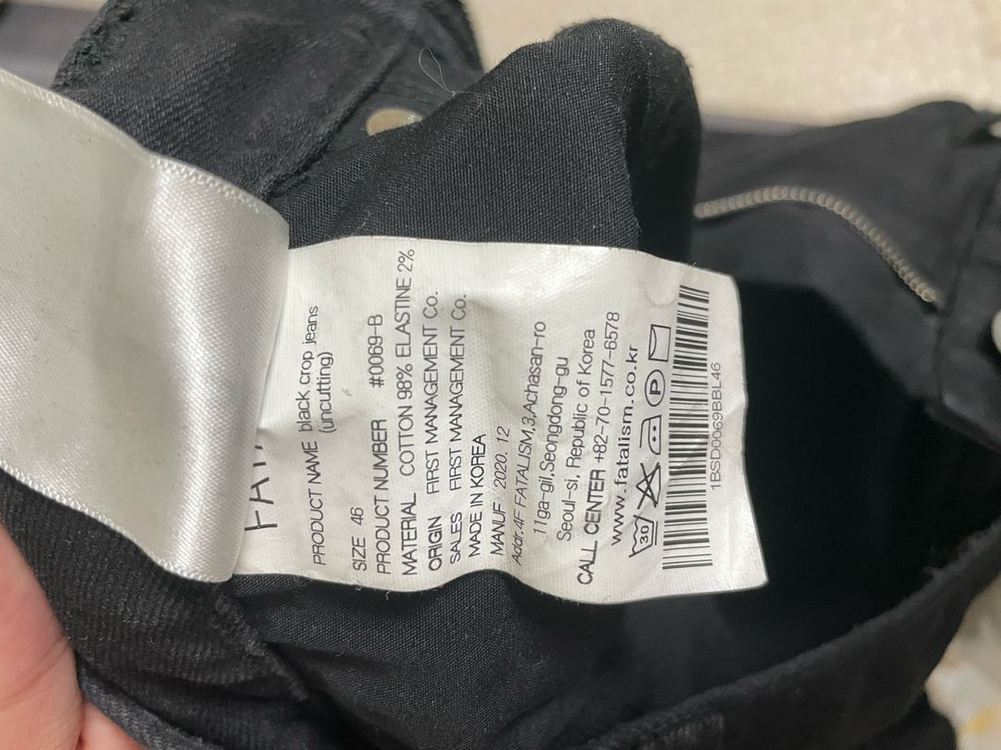 PRODUCT NAME black crop jeans
(uncutting)
SIZE 46
PRODUCT NUMBER #0069-B
MATERIAL COTTON 98% ELASTINE 2%
ORIGIN FIRST MANAGEMENT Co.
SALES FIRST MANAGEMENT Co.
MADE IN KOREA
MANUF 2020. 12
Addr.4F FATALISM,3,Achasan-ro
11ga-gil,Seongdong-gu
Seoul-si, Republic of Korea
CALL CENTER +82-70-1577-6578
www.fatalism.co.kr
30 P
1BSD0069BBL46